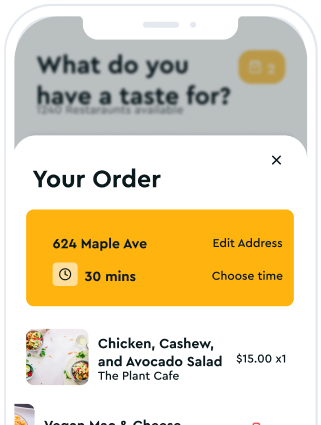 What do you
2
have a taste for?
1240 Restaraunts available
Your Order
624 Maple Ave Edit Address
30 mins Choose time
Chicken, Cashew,
and Avocado Salad $15.00 x1
The Plant Cafe
Vegan Mac & Cheese